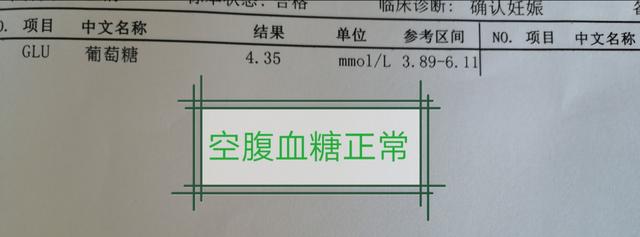 临床诊断: 确认妊娠
项目 中文名称 结果 单位 参考区间 NO. 项目 中文名称
GLU 葡萄糖 4.35 mmol/L 3.89-6.11
空腹血糖正常